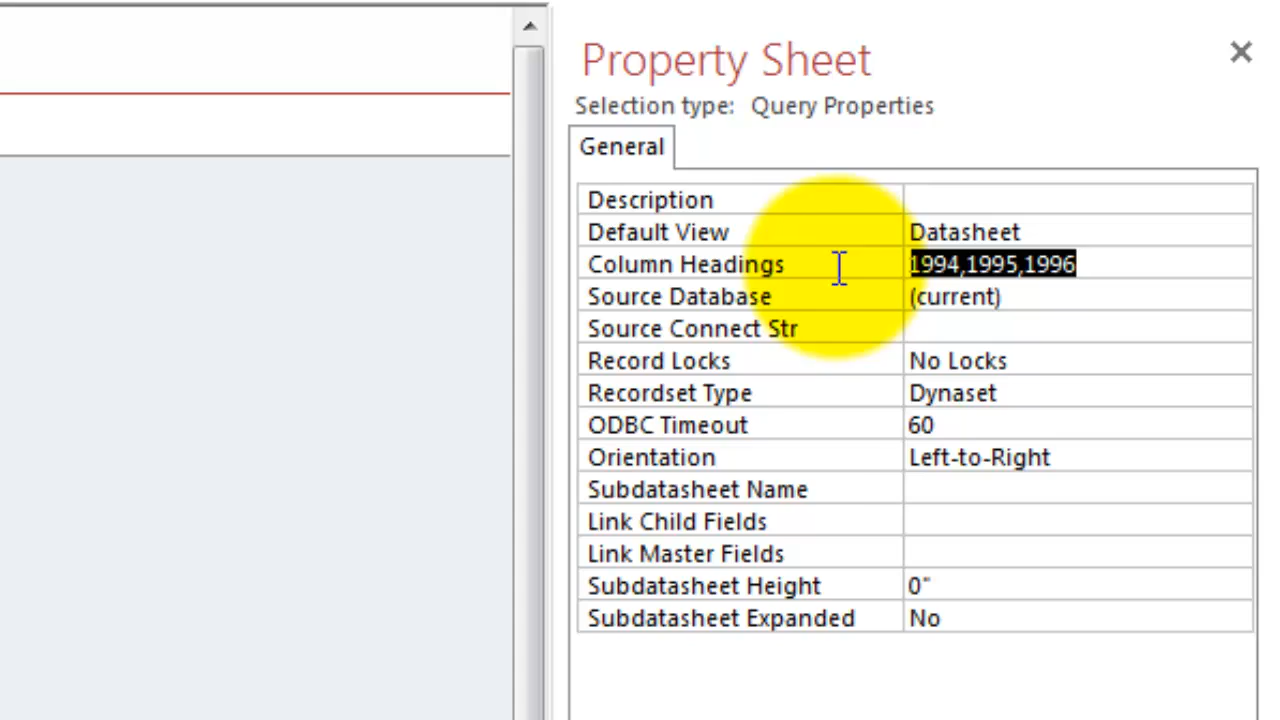 Property Sheet
Selection type: Query Properties
General
Description
Default View Datasheet
Column Headings 1994,1995,1996
Source Database (current)
Source Connect Str
Record Locks No Locks
Recordset Type Dynaset
ODBC Timeout 60
Orientation Left-to-Right
Subdatasheet Name
Link Child Fields
Link Master Fields
Subdatasheet Height 0"
Subdatasheet Expanded No